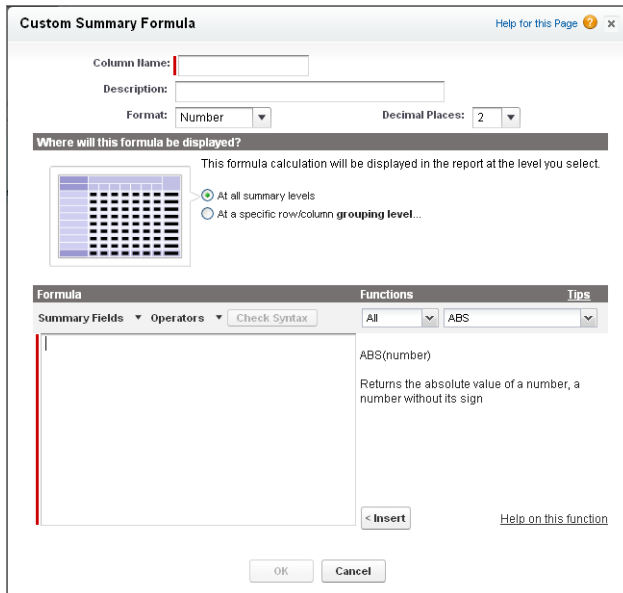 Custom Summary Formula
Help for this Page ? x
Column Name:
Description:
Format: Number Decimal Places: 2
Where will this formula be displayed?
This formula calculation will be displayed in the report at the level you select.
At all summary levels
At a specific row/column grouping level...
Formula Functions Tips
Summary Fields Operators Check Syntax All ABS
ABS(number)
Returns the absolute value of a number, a
number without its sign
< Insert Help on this function
OK Cancel